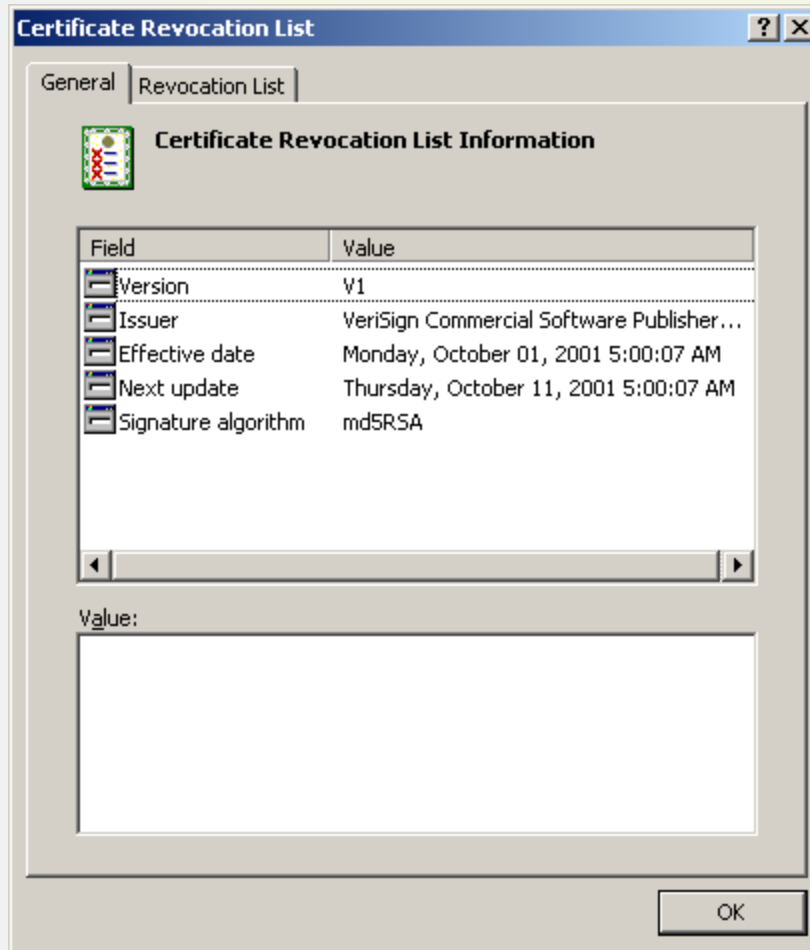 Certificate Revocation List
General Revocation List
Certificate Revocation List Information
Field Value
Version V1
Issuer VeriSign Commercial Software Publisher...
Effective date Monday, October 01, 2001 5:00:07 AM
Next update Thursday, October 11, 2001 5:00:07 AM
Signature algorithm md5RSA
Value:
OK